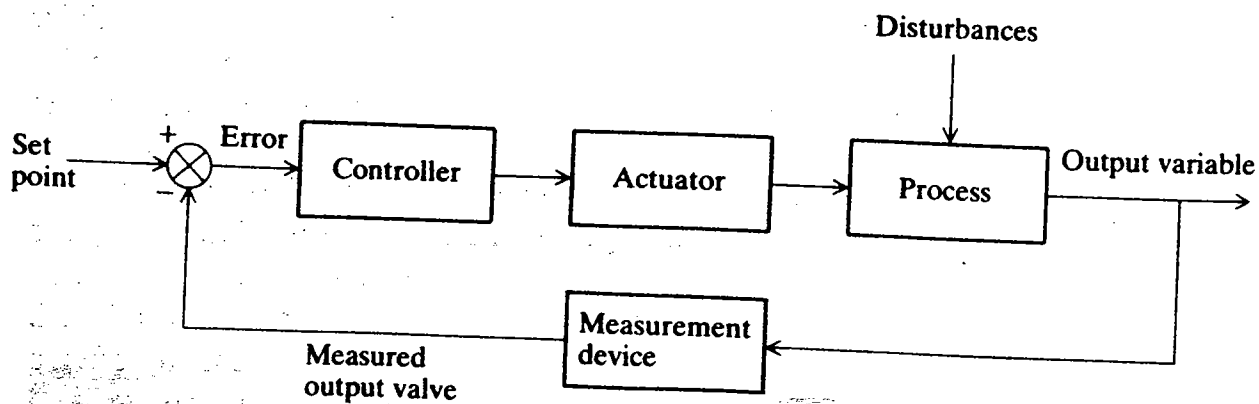 Disturbances
Set
point
+
−
Error
Controller
Actuator
Process
Output variable
Measurement
device
Measured
output valve